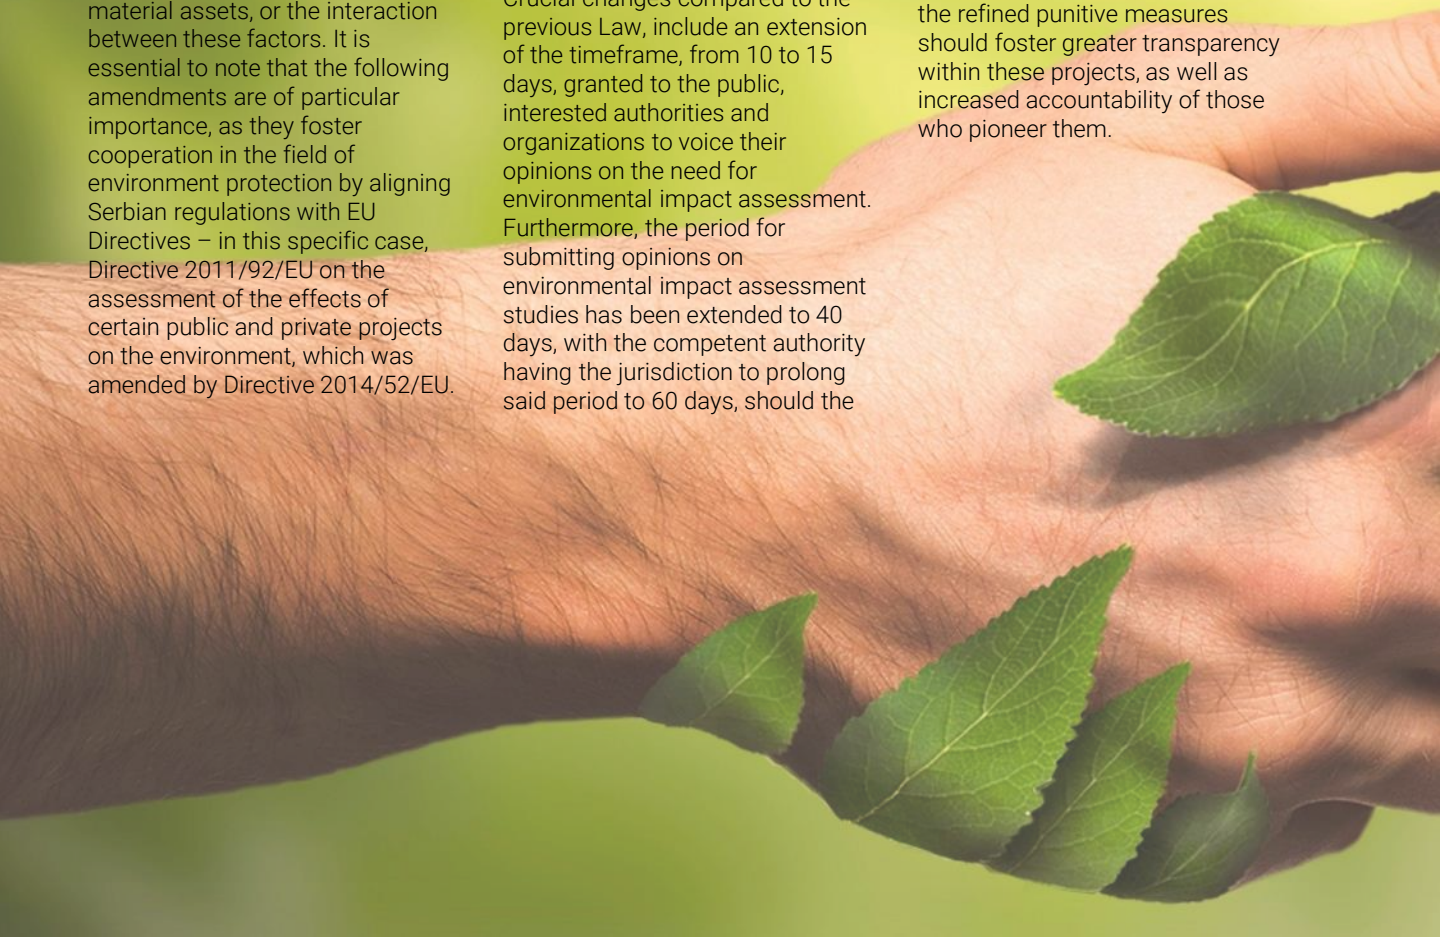 material assets, or the interaction
between these factors. It is
essential to note that the following
amendments are of particular
importance, as they foster
cooperation in the field of
environment protection by aligning
Serbian regulations with EU
Directives – in this specific case,
Directive 2011/92/EU on the
assessment of the effects of
certain public and private projects
on the environment, which was
amended by Directive 2014/52/EU.
Crucial changes compared to the
previous Law, include an extension
of the timeframe, from 10 to 15
days, granted to the public,
interested authorities and
organizations to voice their
opinions on the need for
environmental impact assessment.
Furthermore, the period for
submitting opinions on
environmental impact assessment
studies has been extended to 40
days, with the competent authority
having the jurisdiction to prolong
said period to 60 days, should the
the refined punitive measures
should foster greater transparency
within these projects, as well as
increased accountability of those
who pioneer them.